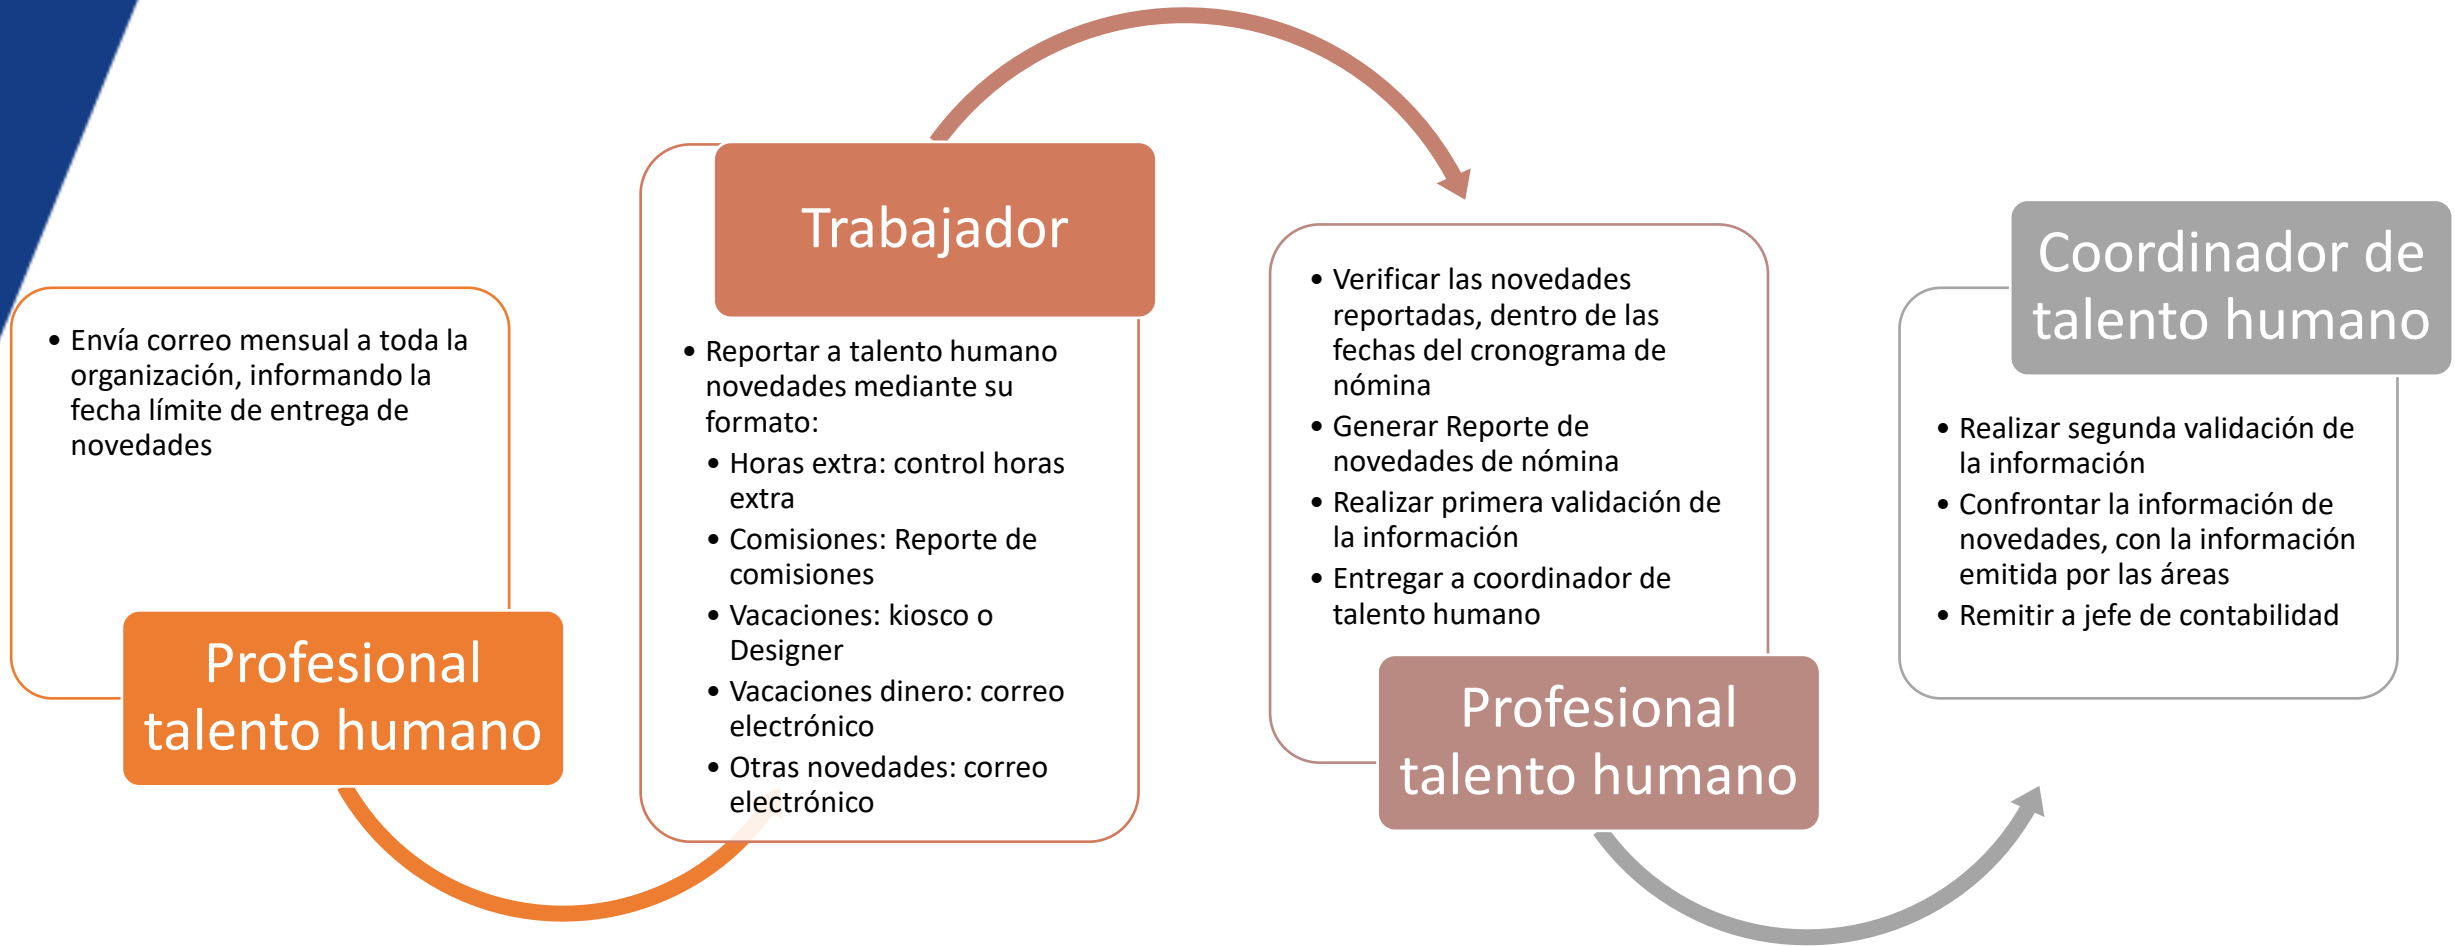 • Envía correo mensual a toda la
organización, informando la
fecha límite de entrega de
novedades
Profesional
talento humano
Trabajador
• Reportar a talento humano
novedades mediante su
formato:
• Horas extra: control horas
extra
• Comisiones: Reporte de
comisiones
• Vacaciones: kiosco o
Designer
• Vacaciones dinero: correo
electrónico
• Otras novedades: correo
electrónico
• Verificar las novedades
reportadas, dentro de las
fechas del cronograma de
nómina
• Generar Reporte de
novedades de nómina
• Realizar primera validación de
la información
• Entregar a coordinador de
talento humano
Profesional
talento humano
Coordinador de
talento humano
• Realizar segunda validación de
la información
• Confrontar la información de
novedades, con la información
emitida por las áreas
• Remitir a jefe de contabilidad